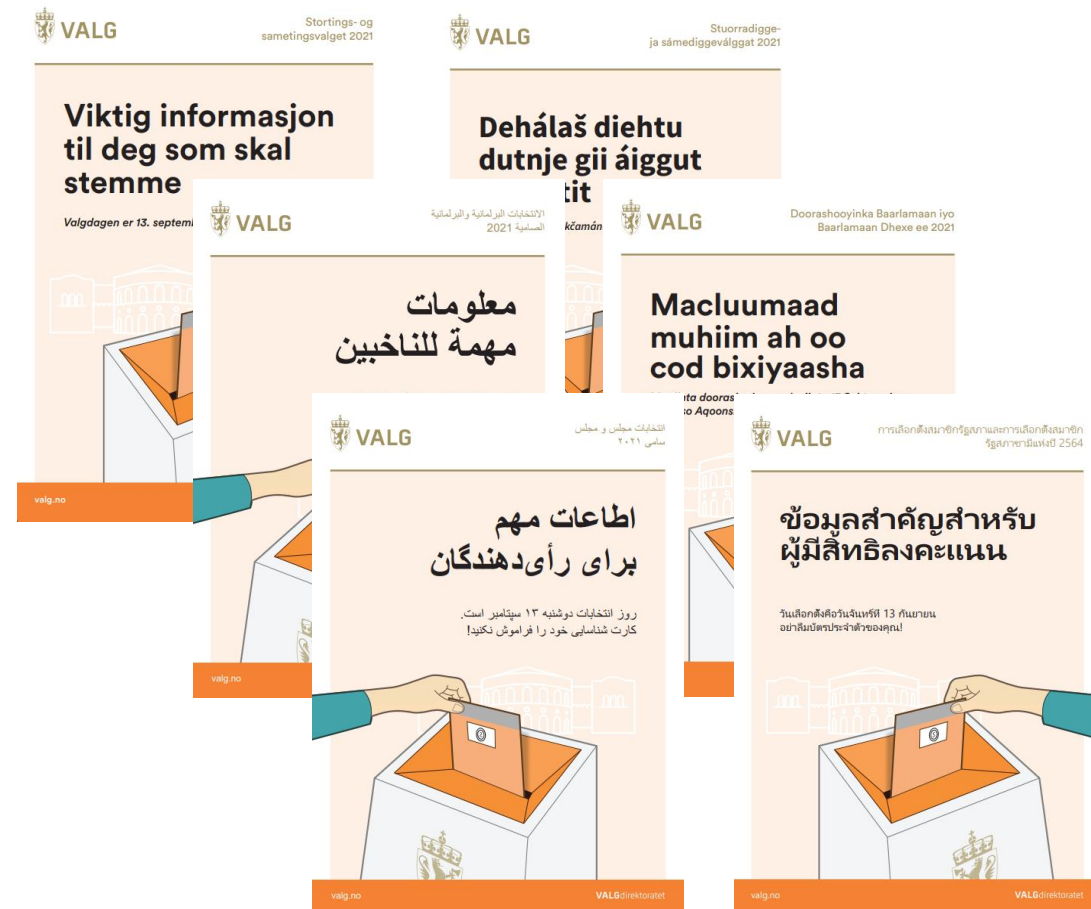 VALG
Stortings- og
sametingsvalget 2021
Viktig informasjon
til deg som skal
stemme
Valgdagen er 13.
valg.no
VALG
Stuorradigge-
ja sámediggeválggat 2021
Dehálaš diehtu
dutnje gii áiggut
VALG
الانتخابات البرلمانية والبرلمانية
الصامية 2021
معلومات
مهمة للناخبين
valg.no
VALG
Doorashooyinka Baarlamaan iyo
Baarlamaan Dhexe ee 2021
Macluumaad
muhiim ah oo
cod bixiyaasha
VALG
انتخابات مجلس و مجلس
سامی ۲۰۲۱
اطاعات مهم
برای رأی‌دهندگان
روز انتخابات دوشنبه ۱۳ سپتامبر است.
کارت شناسایی خود را فراموش نکنید!
valg.no
VALGdirektoratet
VALG
การเลือกตั้งสมาชิกรัฐสภาและการเลือกตั้งสมาชิก
รัฐสภาซามิแห่งปี 2564
ข้อมูลสำคัญสำหรับ
ผู้มีสิทธิลงคะแนน
วันเลือกตั้งคือวันจันทร์ที่ 13 กันยายน
อย่าลืมบัตรประจำตัวของคุณ!
valg.no
VALGdirektoratet